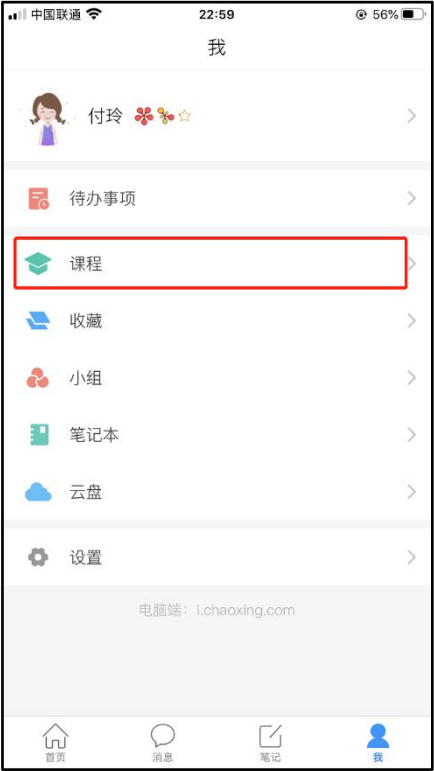 中国联通 22:59 56%
我
付玲
待办事项
课程
收藏
小组
笔记本
云盘
设置
电脑端：i.chaoxing.com
首页 消息 笔记 我